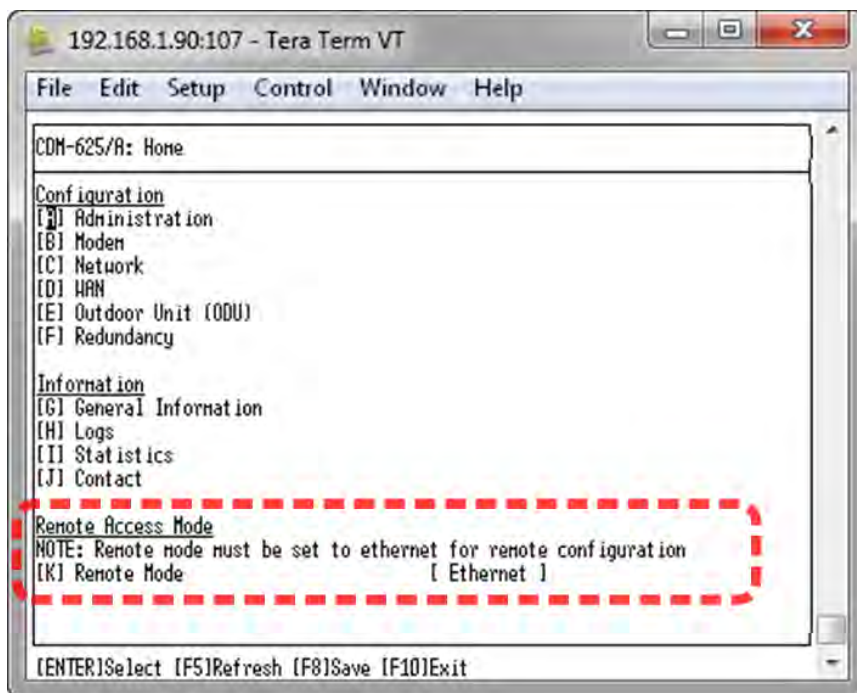 192.168.1.90:107 - Tera Term VT
File Edit Setup Control Window Help
CDM-625/A: Home
Configuration
[A] Administration
[B] Modem
[C] Network
[D] WAN
[E] Outdoor Unit (ODU)
[F] Redundancy
Information
[G] General Information
[H] Logs
[I] Statistics
[J] Contact
Remote Access Mode
NOTE: Remote mode must be set to ethernet for remote configuration
[K] Remote Mode [ Ethernet ]
[ENTER]Select [F5]Refresh [F8]Save [F10]Exit